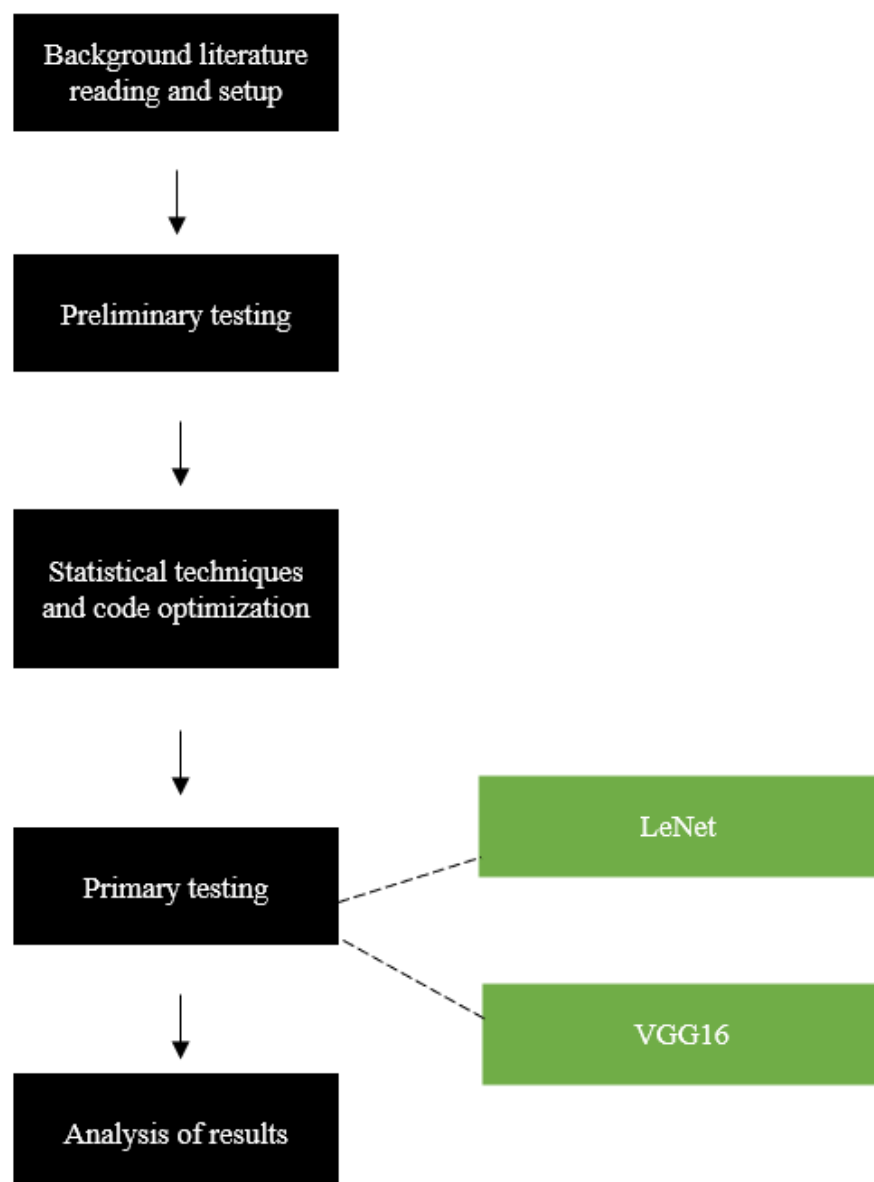 Background literature
reading and setup
Preliminary testing
Statistical techniques
and code optimization
Primary testing
LeNet
VGG16
Analysis of results